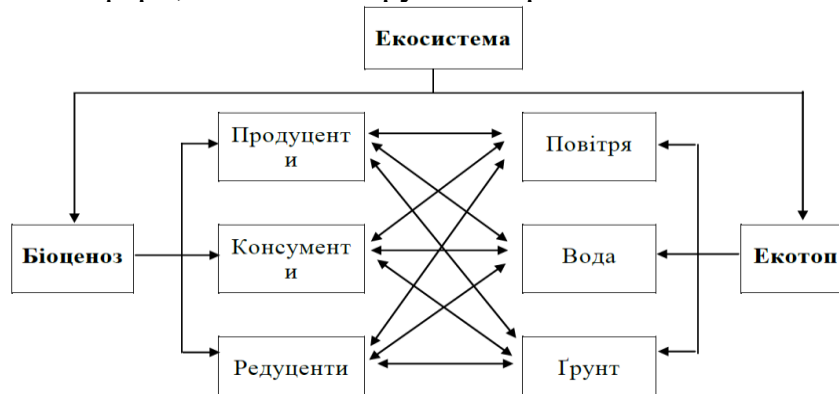 Екосистема
Продуцент
и
Повітря
Біоценоз
Консумент
и
Вода
Екотоп
Редуценти
Ґрунт